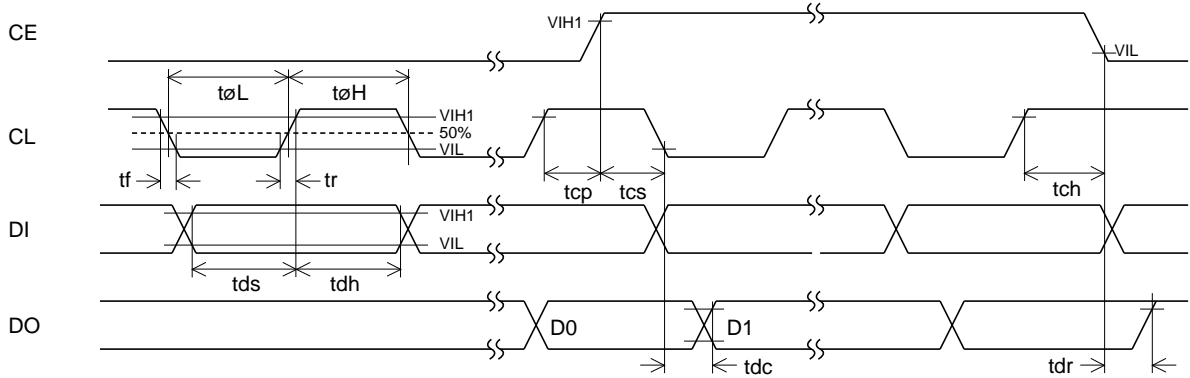 CE
VIH1
VIL
tøL
tøH
CL
VIH1
50%
VIL
tf
tr
tcp
tcs
tch
DI
VIH1
VIL
tds
tdh
DO
D0
D1
tdc
tdr